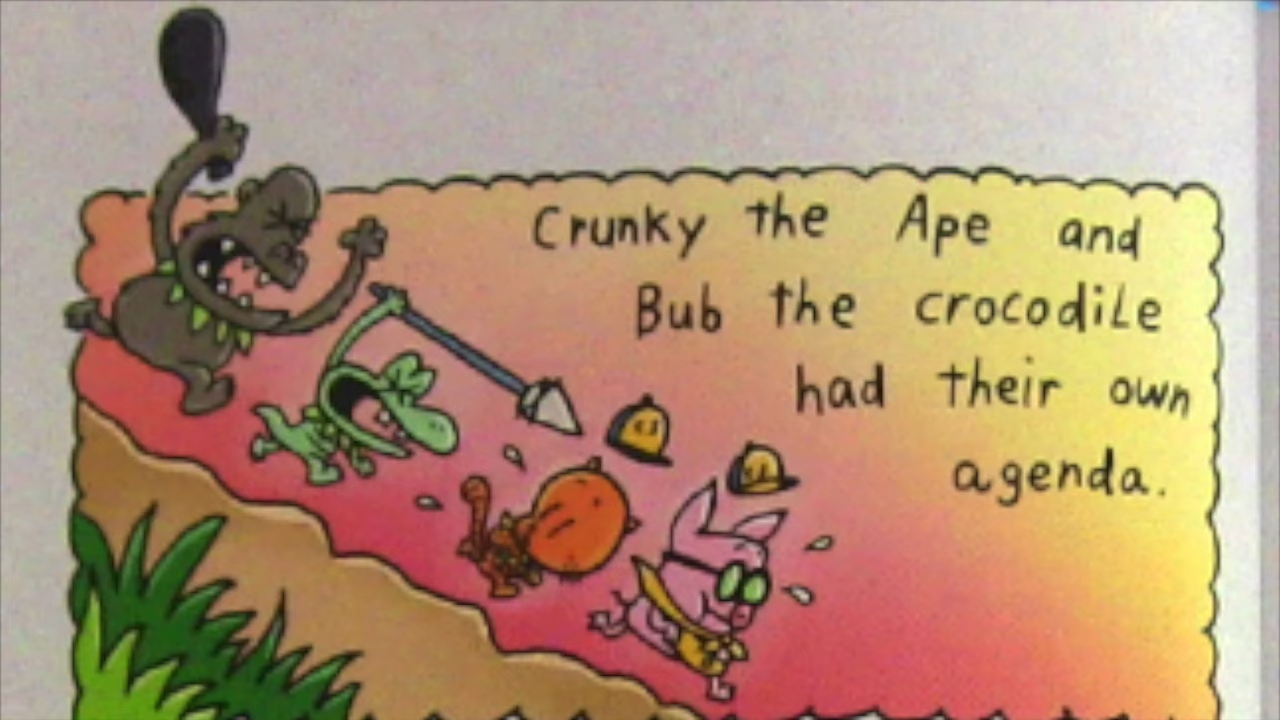 Crunky the Ape and
Bub the crocodile
had their own
agenda.